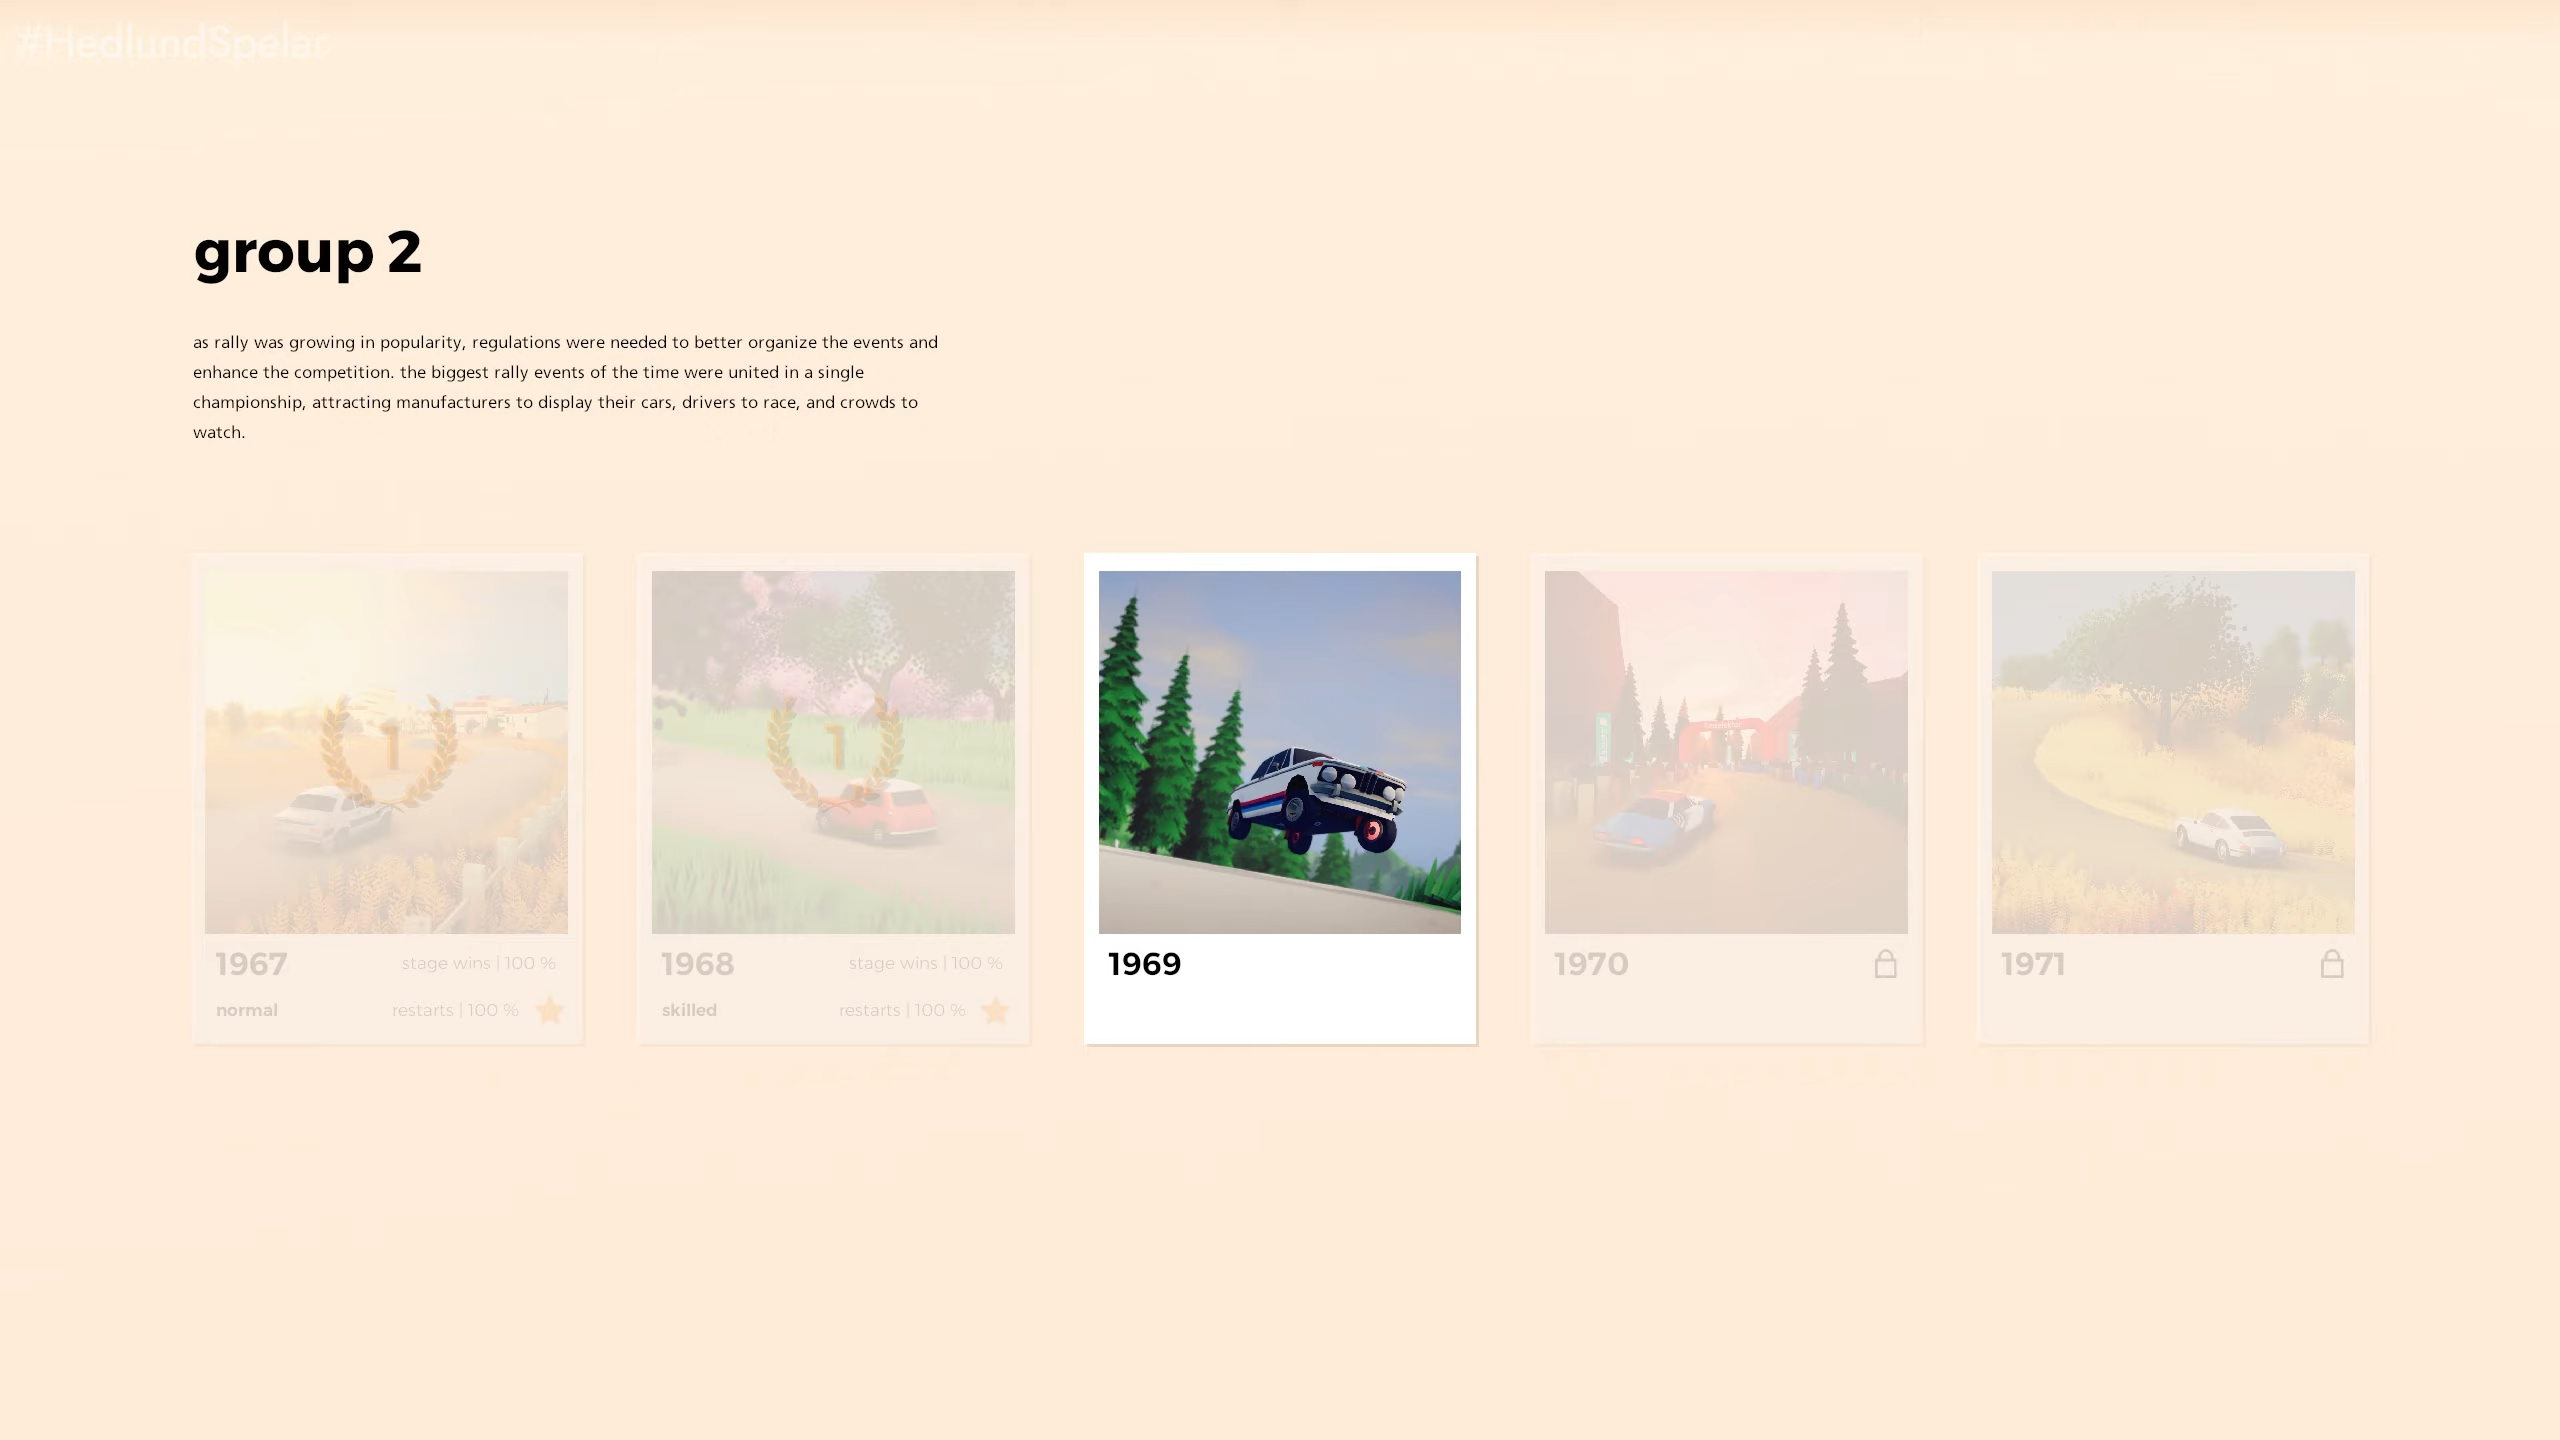 #HedlundSpelar
group 2
as rally was growing in popularity, regulations were needed to better organize the events and
enhance the competition. the biggest rally events of the time were united in a single
championship, attracting manufacturers to display their cars, drivers to race, and crowds to
watch.
1
1
1967 stage wins | 100 %
normal restarts | 100 %
1968 stage wins | 100 %
skilled restarts | 100 %
1969
1970
1971